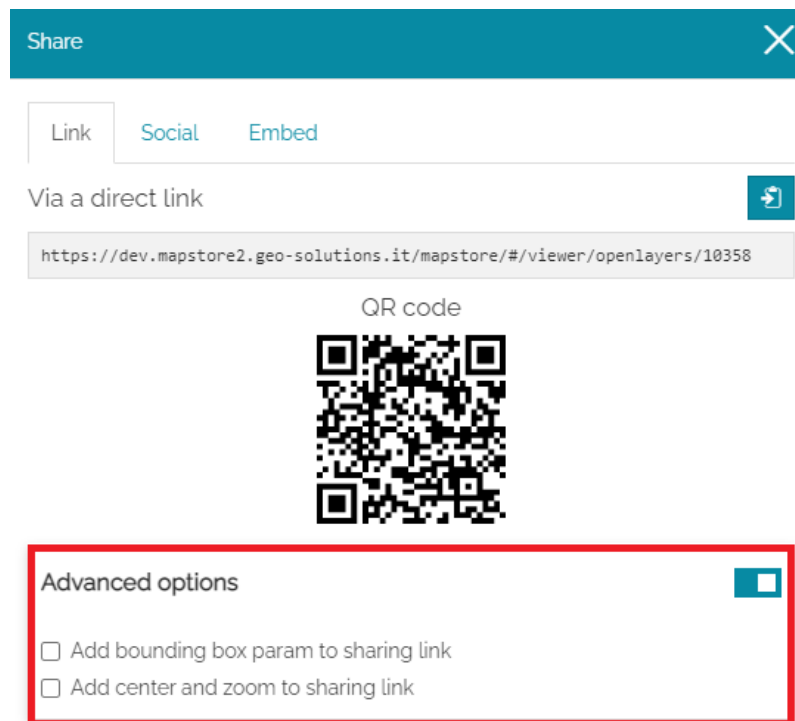 Share
Link Social Embed
Via a direct link
https://dev.mapstore2.geo-solutions.it/mapstore/#/viewer/openlayers/10358
QR code
Advanced options
Add bounding box param to sharing link
Add center and zoom to sharing link